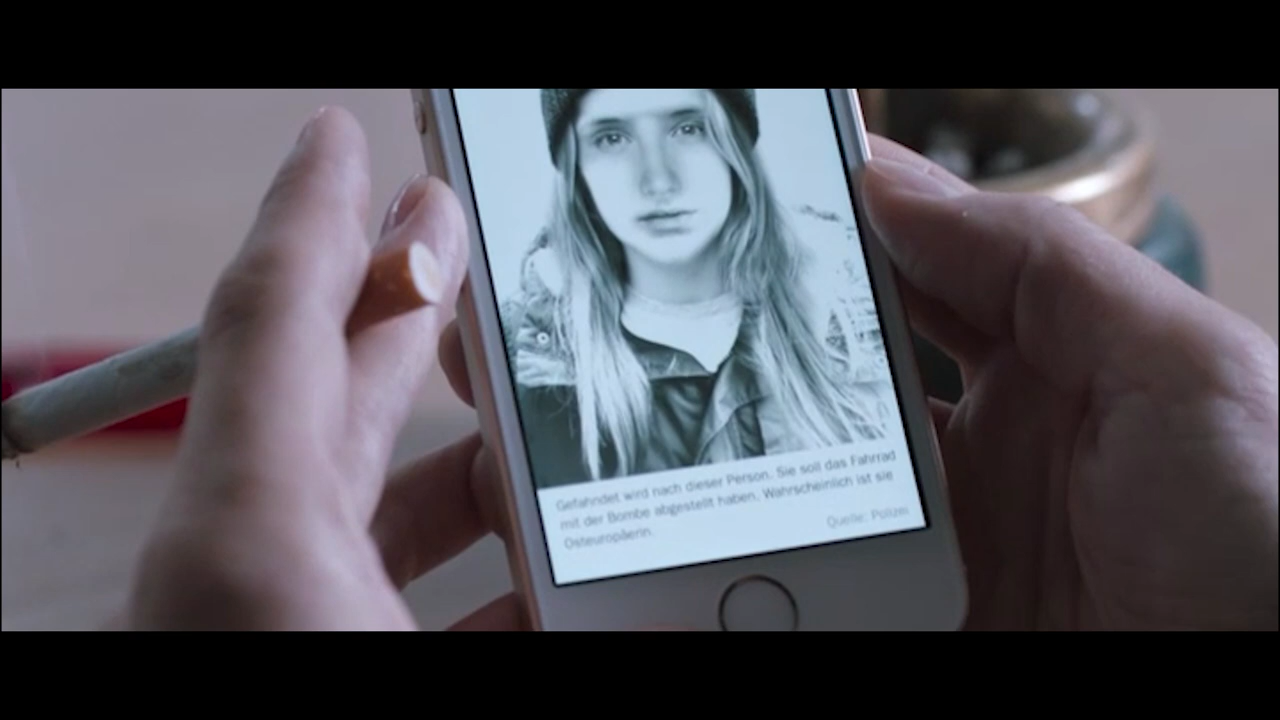 Gefahndet wird nach dieser Person. Sie soll das Fahrrad
mit der Bombe abgestellt haben. Wahrscheinlich ist sie
Osteuropäerin.
Quelle: Polizei